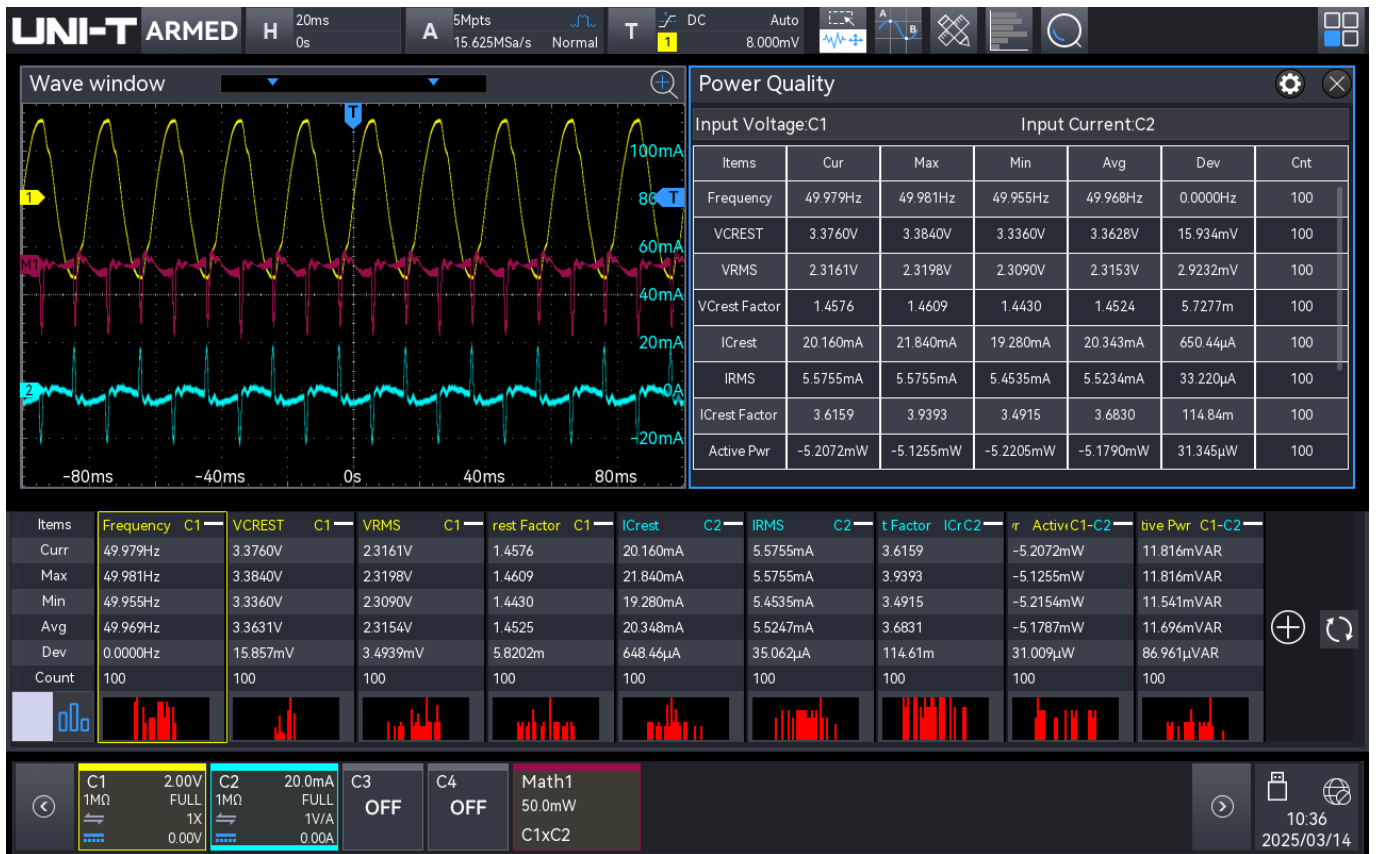 UNI-T ARMED H 20ms 0s A 5Mpts 15.625MSa/s Normal T 1 DC Auto 8.000mV A B
Wave window
T
100mA
1 80 T
60mA
M1
40mA
20mA
2 0A
-20mA
-80ms -40ms 0s 40ms 80ms
Power Quality
Input Voltage:C1 Input Current:C2
Items Cur Max Min Avg Dev Cnt
Frequency 49.979Hz 49.981Hz 49.955Hz 49.968Hz 0.0000Hz 100
VCREST 3.3760V 3.3840V 3.3360V 3.3628V 15.934mV 100
VRMS 2.3161V 2.3198V 2.3090V 2.3153V 2.9232mV 100
VCrest Factor 1.4576 1.4609 1.4430 1.4524 5.7277m 100
ICrest 20.160mA 21.840mA 19.280mA 20.343mA 650.44µA 100
IRMS 5.5755mA 5.5755mA 5.4535mA 5.5234mA 33.220µA 100
ICrest Factor 3.6159 3.9393 3.4915 3.6830 114.84m 100
Active Pwr -5.2072mW -5.1255mW -5.2205mW -5.1790mW 31.345µW 100
Items Frequency C1 VCREST C1 VRMS C1 rest Factor C1 ICrest C2 IRMS C2 t Factor ICrC2 r Active C1-C2 tive Pwr C1-C2
Curr 49.979Hz 3.3760V 2.3161V 1.4576 20.160mA 5.5755mA 3.6159 -5.2072mW 11.816mVAR
Max 49.981Hz 3.3840V 2.3198V 1.4609 21.840mA 5.5755mA 3.9393 -5.1255mW 11.816mVAR
Min 49.955Hz 3.3360V 2.3090V 1.4430 19.280mA 5.4535mA 3.4915 -5.2154mW 11.541mVAR
Avg 49.969Hz 3.3631V 2.3154V 1.4525 20.348mA 5.5247mA 3.6831 -5.1787mW 11.696mVAR
Dev 0.0000Hz 15.857mV 3.4939mV 5.8202m 648.46µA 35.062µA 114.61m 31.009µW 86.961µVAR
Count 100 100 100 100 100 100 100 100 100
C1 2.00V
1MΩ FULL
1X
0.00V
C2 20.0mA
1MΩ FULL
1V/A
0.00A
C3
OFF
C4
OFF
Math1
50.0mW
C1xC2
10:36
2025/03/14